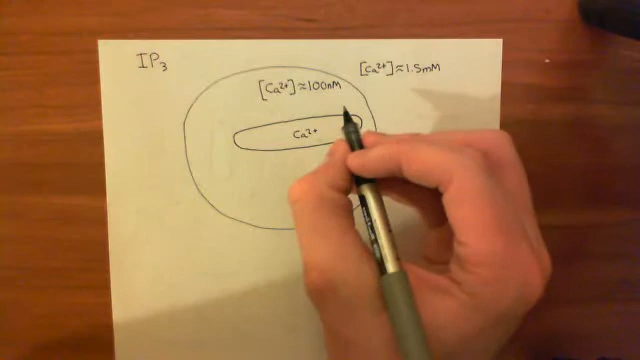 IP₃
[Ca²⁺]≈1.5mM
[Ca²⁺]≈100nM
Ca²⁺